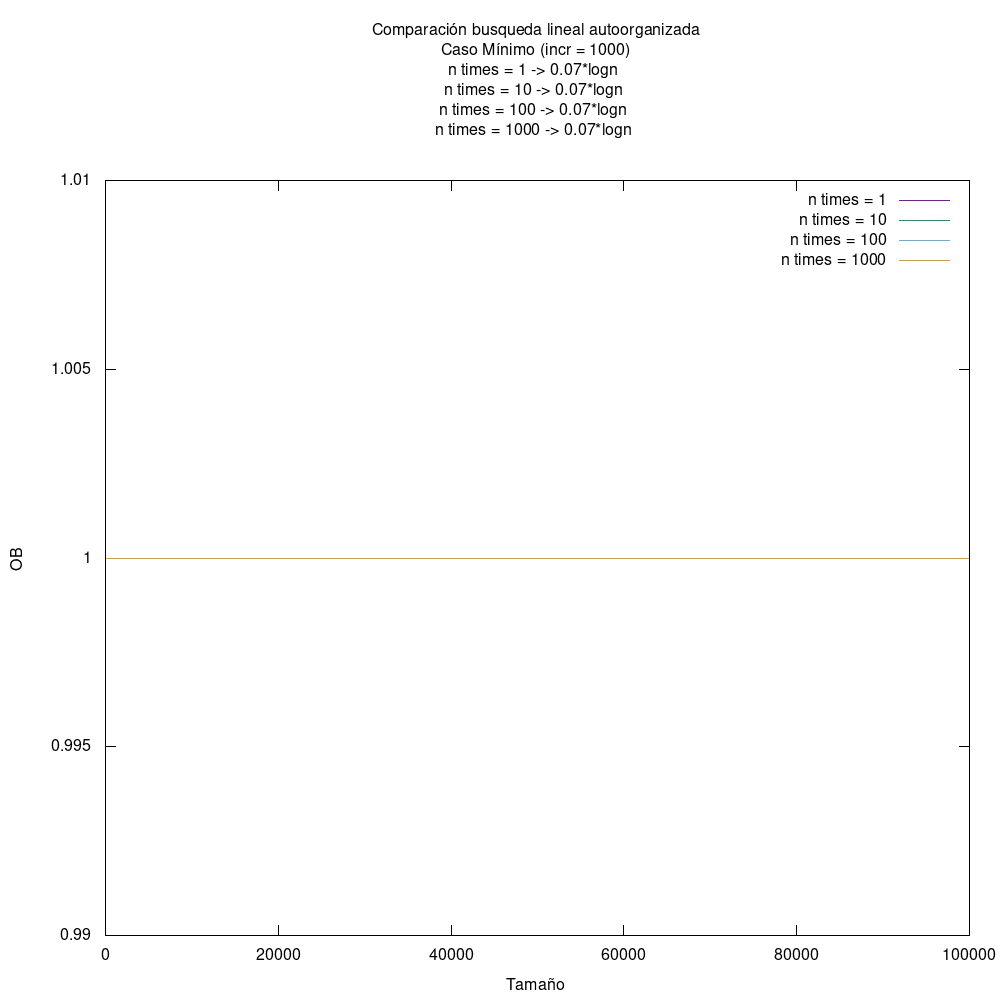 Comparación busqueda lineal autoorganizada
Caso Mínimo (incr = 1000)
n times = 1 -> 0.07*logn
n times = 10 -> 0.07*logn
n times = 100 -> 0.07*logn
n times = 1000 -> 0.07*logn
n times = 1
n times = 10
n times = 100
n times = 1000
1.01
1.005
1
0.995
0.99
OB
0
20000
40000
60000
80000
100000
Tamaño